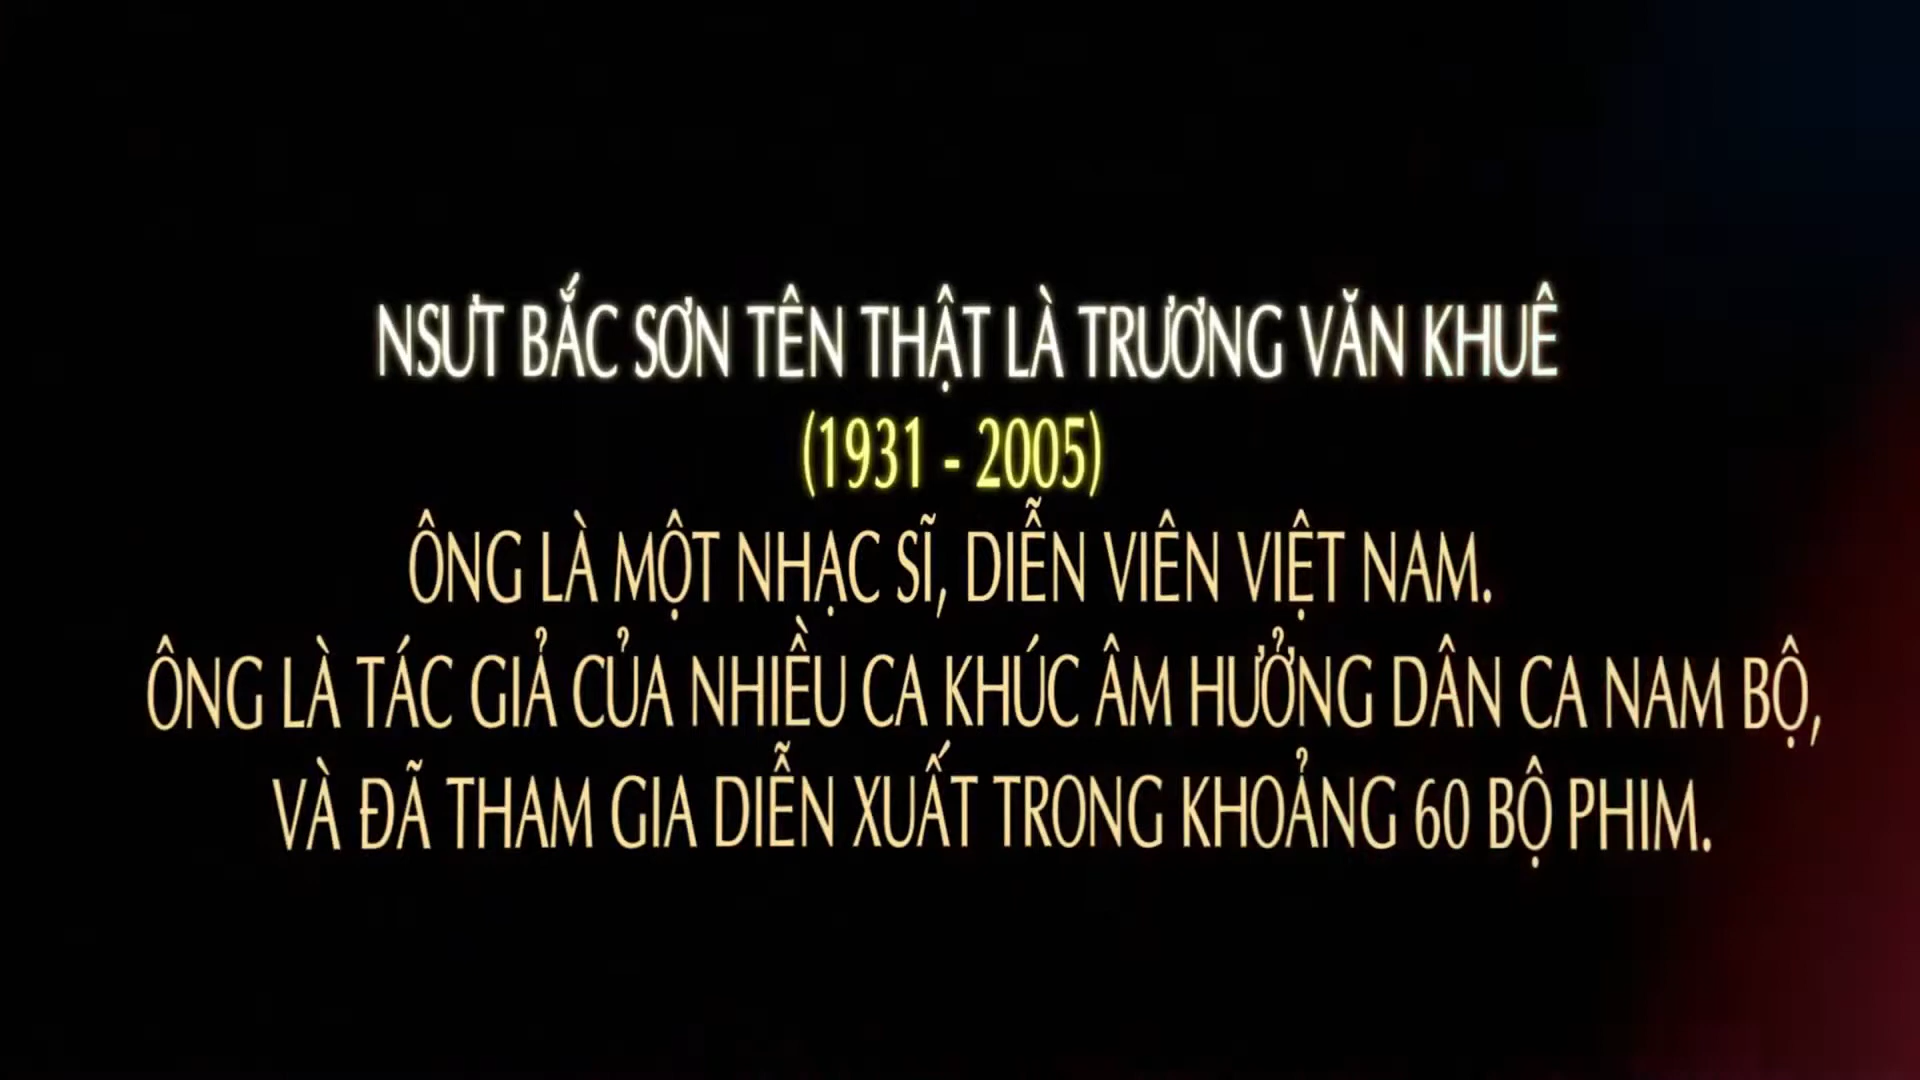 NSƯT BẮC SƠN TÊN THẬT LÀ TRƯƠNG VĂN KHUÊ
(1931 - 2005)
ÔNG LÀ MỘT NHẠC SĨ, DIỄN VIÊN VIỆT NAM.
ÔNG LÀ TÁC GIẢ CỦA NHIỀU CA KHÚC ÂM HƯỞNG DÂN CA NAM BỘ,
VÀ ĐÃ THAM GIA DIỄN XUẤT TRONG KHOẢNG 60 BỘ PHIM.